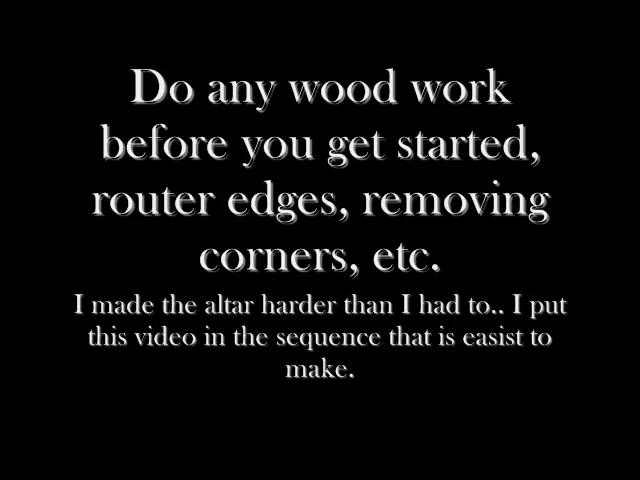 Do any wood work
before you get started,
router edges, removing
corners, etc.
I made the altar harder than I had to.. I put
this video in the sequence that is easist to
make.